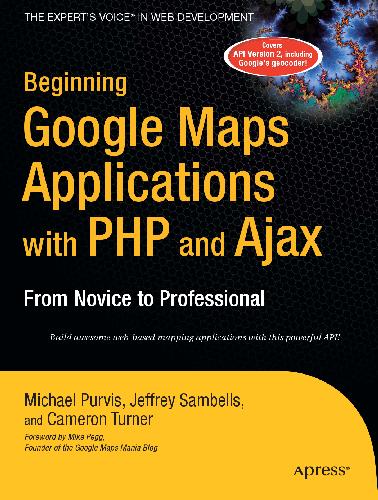 THE EXPERT'S VOICE™ IN WEB DEVELOPMENT
Covers
API Version 2, including
Google's geocoder!
Beginning
Google Maps
Applications
with PHP and Ajax
From Novice to Professional
Build awesome web-based mapping applications with this powerful API!
Michael Purvis, Jeffrey Sambells,
and Cameron Turner
Foreword by Mike Pegg,
Founder of the Google Maps Mania Blog
Apress®